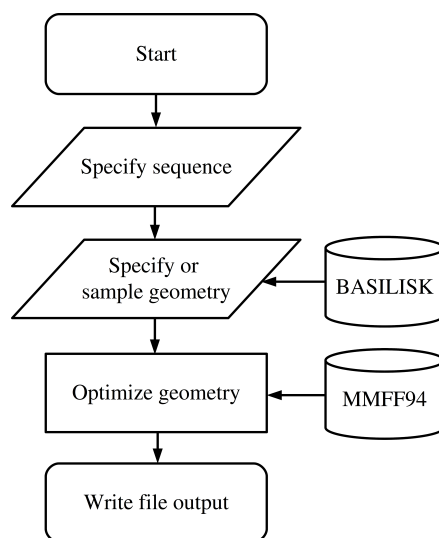 Start
Specify sequence
Specify or
sample geometry
BASILISK
Optimize geometry
MMFF94
Write file output